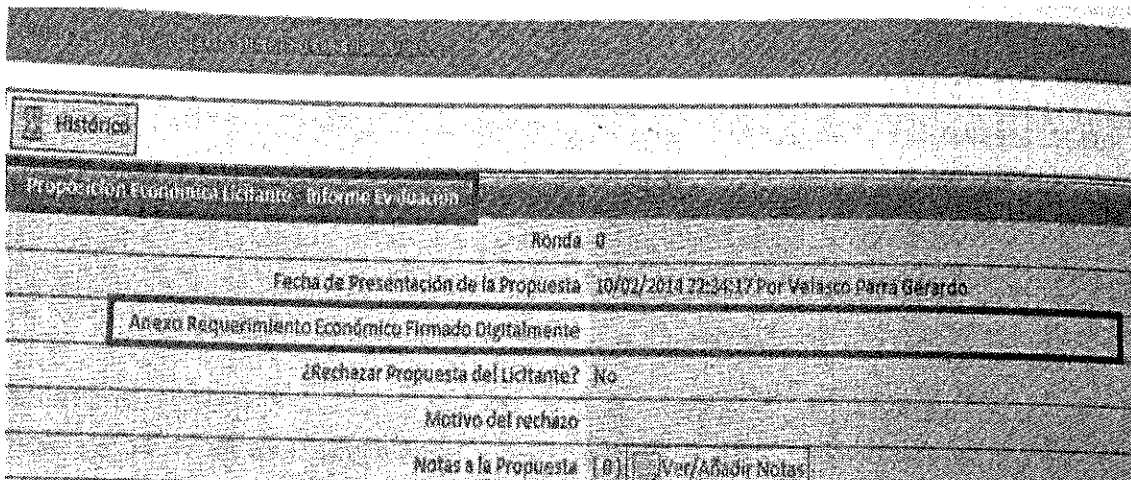 Histórico
Proposición Económica Licitante - Informe Evaluación
Ronda 0
Fecha de Presentación de la Propuesta 10/02/2014 22:34:17 Por Velasco Parra Gerardo
Anexo Requerimiento Económico Firmado Digitalmente
¿Rechazar Propuesta del Licitante? No
Motivo del rechazo
Notas a la Propuesta (0) Ver/Añadir Notas